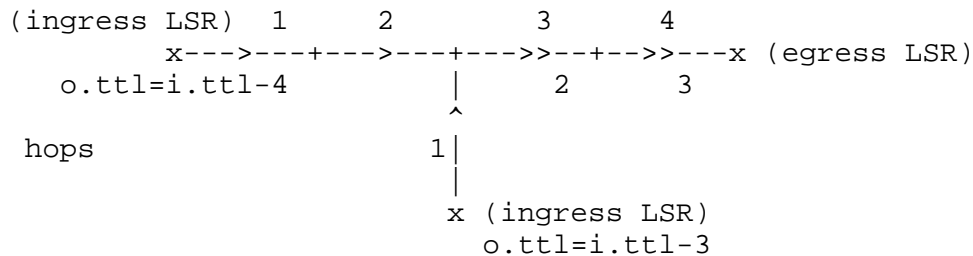 (ingress LSR)  1          2              3          4
          x--->---+--->---+--->>--+-->>---x (egress LSR)
   o.ttl=i.ttl-4          |      2       3
                          ^
 hops                    1|
                          |
                          x (ingress LSR)
                            o.ttl=i.ttl-3